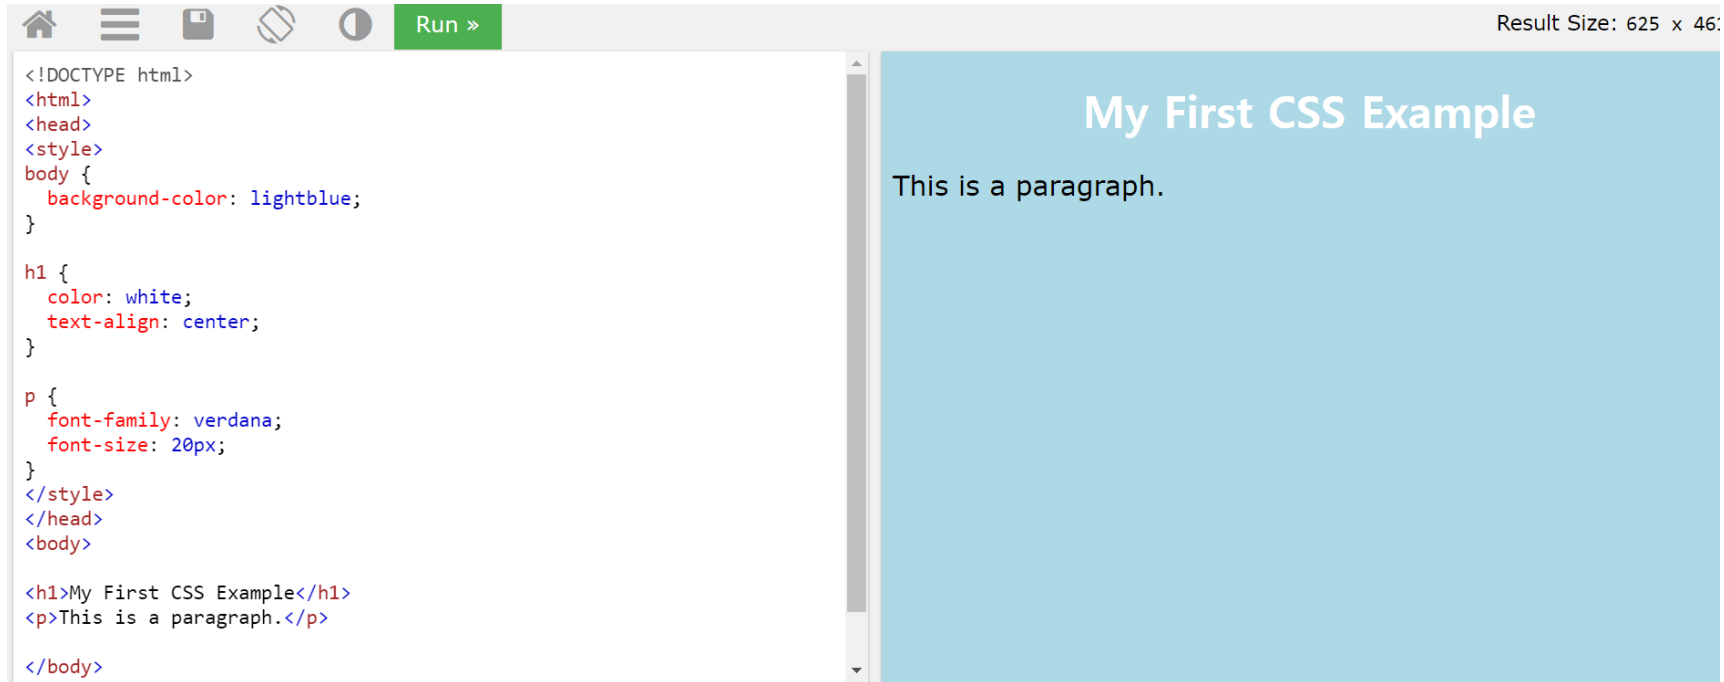 Run »
Result Size: 625 x 461
<!DOCTYPE html>
<html>
<head>
<style>
body {
  background-color: lightblue;
}

h1 {
  color: white;
  text-align: center;
}

p {
  font-family: verdana;
  font-size: 20px;
}
</style>
</head>
<body>

<h1>My First CSS Example</h1>
<p>This is a paragraph.</p>

</body>
My First CSS Example
This is a paragraph.